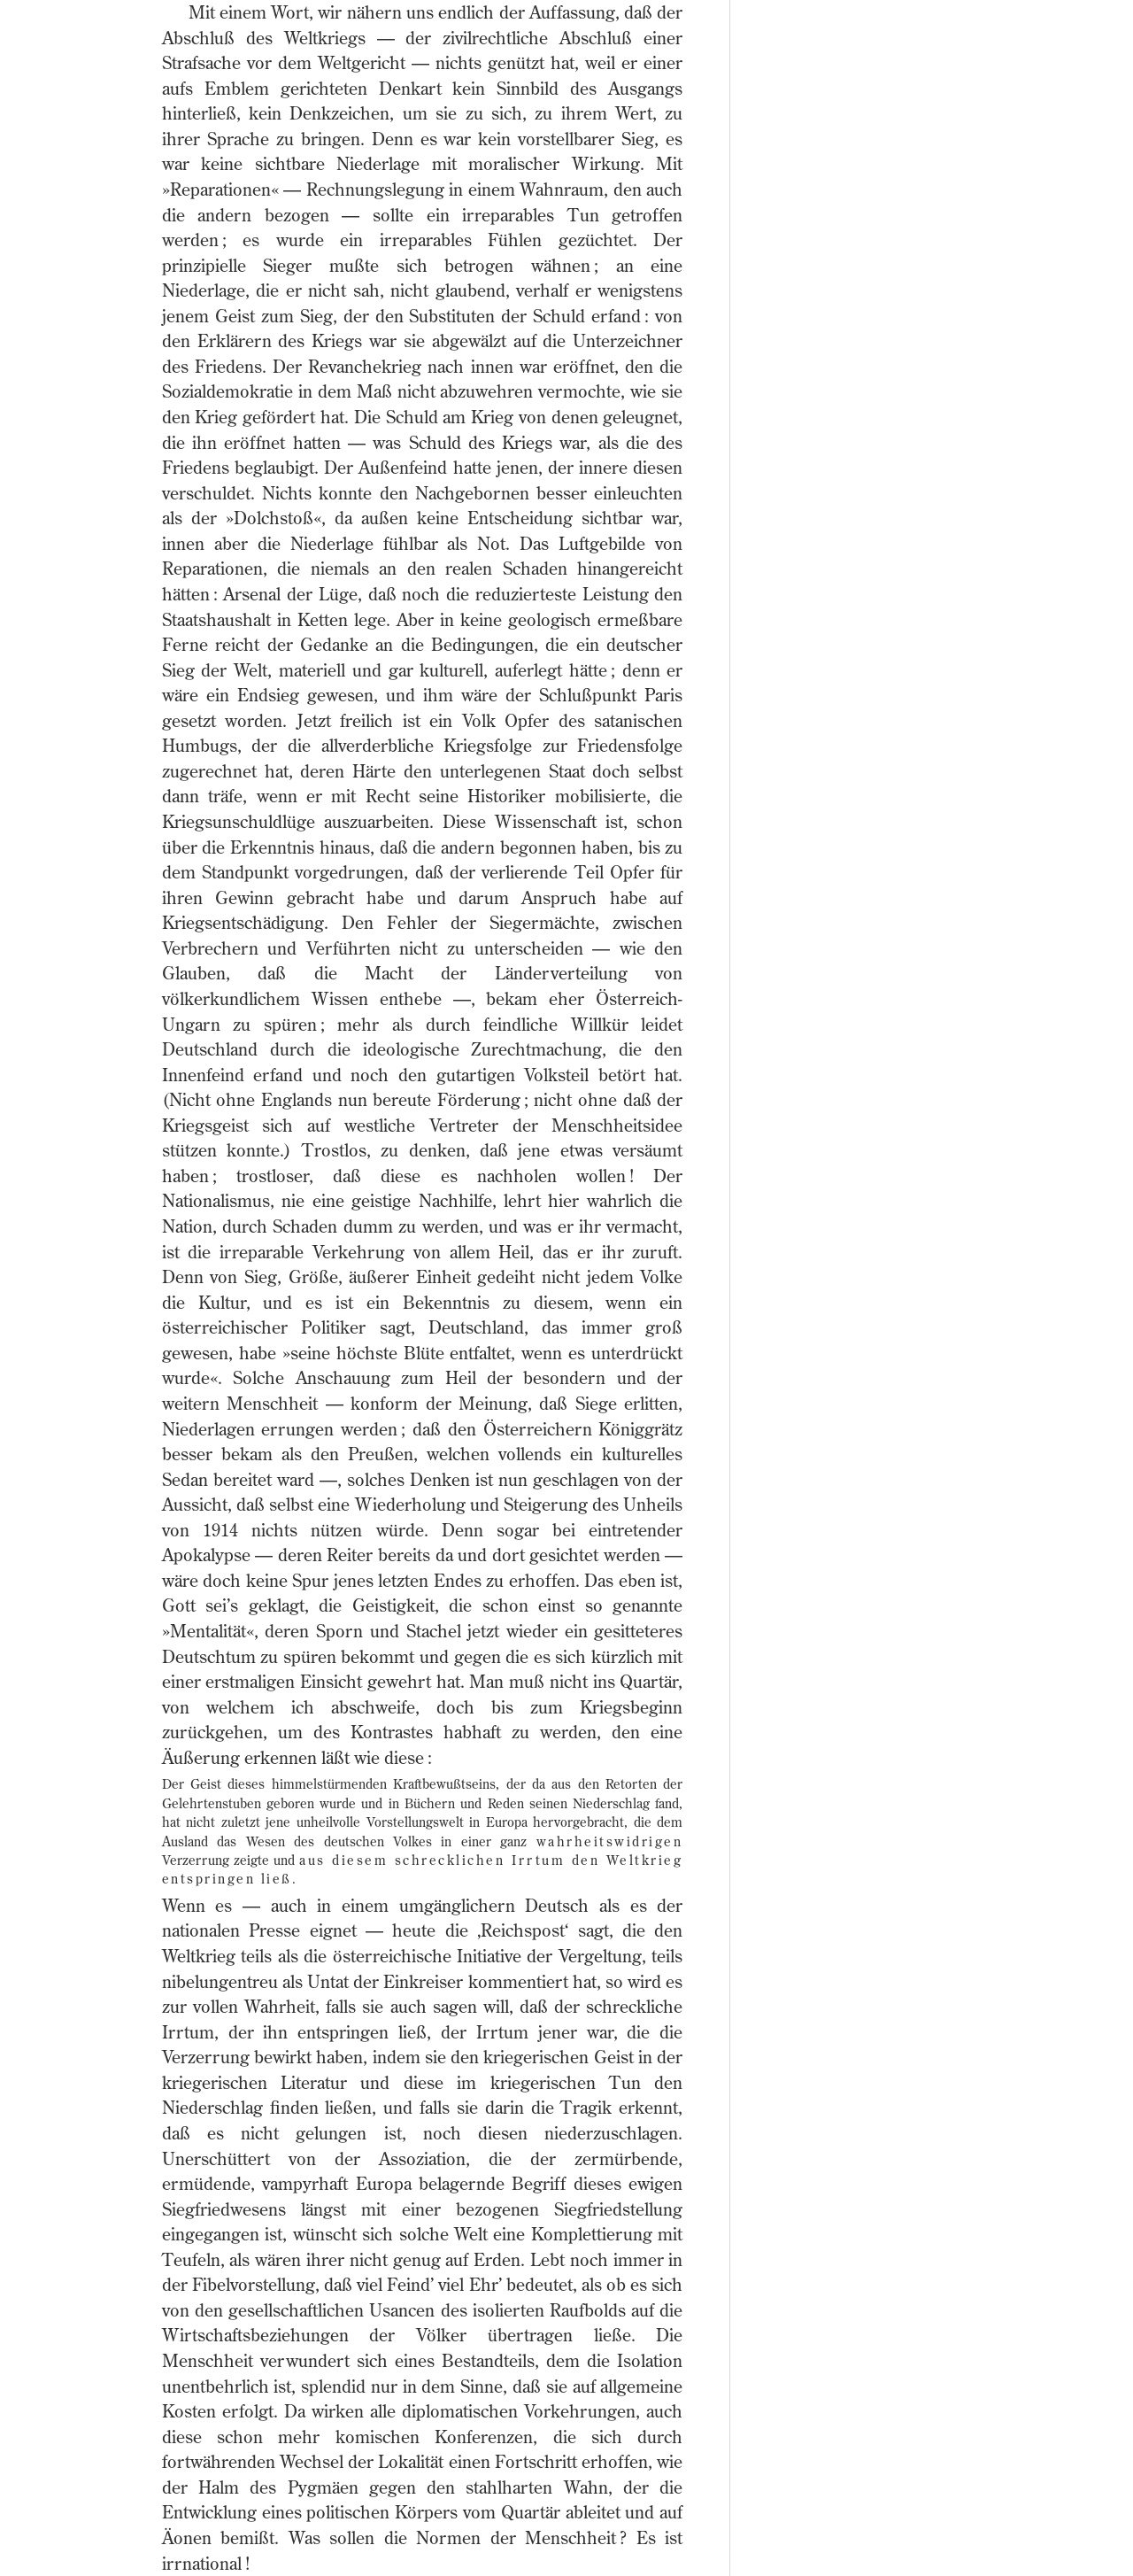 Mit einem Wort, wir nähern uns endlich der Auffassung, daß der
Abschluß des Weltkriegs — der zivilrechtliche Abschluß einer
Strafsache vor dem Weltgericht — nichts genützt hat, weil er einer
aufs Emblem gerichteten Denkart kein Sinnbild des Ausgangs
hinterließ, kein Denkzeichen, um sie zu sich, zu ihrem Wert, zu
ihrer Sprache zu bringen. Denn es war kein vorstellbarer Sieg, es
war keine sichtbare Niederlage mit moralischer Wirkung. Mit
»Reparationen« — Rechnungslegung in einem Wahnraum, den auch
die andern bezogen — sollte ein irreparables Tun getroffen
werden ; es wurde ein irreparables Fühlen gezüchtet. Der
prinzipielle Sieger mußte sich betrogen wähnen ; an eine
Niederlage, die er nicht sah, nicht glaubend, verhalf er wenigstens
jenem Geist zum Sieg, der den Substituten der Schuld erfand : von
den Erklärern des Kriegs war sie abgewälzt auf die Unterzeichner
des Friedens. Der Revanchekrieg nach innen war eröffnet, den die
Sozialdemokratie in dem Maß nicht abzuwehren vermochte, wie sie
den Krieg gefördert hat. Die Schuld am Krieg von denen geleugnet,
die ihn eröffnet hatten — was Schuld des Kriegs war, als die des
Friedens beglaubigt. Der Außenfeind hatte jenen, der innere diesen
verschuldet. Nichts konnte den Nachgebornen besser einleuchten
als der »Dolchstoß«, da außen keine Entscheidung sichtbar war,
innen aber die Niederlage fühlbar als Not. Das Luftgebilde von
Reparationen, die niemals an den realen Schaden hinangereicht
hätten : Arsenal der Lüge, daß noch die reduzierteste Leistung den
Staatshaushalt in Ketten lege. Aber in keine geologisch ermeßbare
Ferne reicht der Gedanke an die Bedingungen, die ein deutscher
Sieg der Welt, materiell und gar kulturell, auferlegt hätte ; denn er
wäre ein Endsieg gewesen, und ihm wäre der Schlußpunkt Paris
gesetzt worden. Jetzt freilich ist ein Volk Opfer des satanischen
Humbugs, der die allverderbliche Kriegsfolge zur Friedensfolge
zugerechnet hat, deren Härte den unterlegenen Staat doch selbst
dann träfe, wenn er mit Recht seine Historiker mobilisierte, die
Kriegsunschuldlüge auszuarbeiten. Diese Wissenschaft ist, schon
über die Erkenntnis hinaus, daß die andern begonnen haben, bis zu
dem Standpunkt vorgedrungen, daß der verlierende Teil Opfer für
ihren Gewinn gebracht habe und darum Anspruch habe auf
Kriegsentschädigung. Den Fehler der Siegermächte, zwischen
Verbrechern und Verführten nicht zu unterscheiden — wie den
Glauben, daß die Macht der Länderverteilung von
völkerkundlichem Wissen enthebe —, bekam eher Österreich-
Ungarn zu spüren ; mehr als durch feindliche Willkür leidet
Deutschland durch die ideologische Zurechtmachung, die den
Innenfeind erfand und noch den gutartigen Volksteil betört hat.
(Nicht ohne Englands nun bereute Förderung ; nicht ohne daß der
Kriegsgeist sich auf westliche Vertreter der Menschheitsidee
stützen konnte.) Trostlos, zu denken, daß jene etwas versäumt
haben ; trostloser, daß diese es nachholen wollen ! Der
Nationalismus, nie eine geistige Nachhilfe, lehrt hier wahrlich die
Nation, durch Schaden dumm zu werden, und was er ihr vermacht,
ist die irreparable Verkehrung von allem Heil, das er ihr zuruft.
Denn von Sieg, Größe, äußerer Einheit gedeiht nicht jedem Volke
die Kultur, und es ist ein Bekenntnis zu diesem, wenn ein
österreichischer Politiker sagt, Deutschland, das immer groß
gewesen, habe »seine höchste Blüte entfaltet, wenn es unterdrückt
wurde«. Solche Anschauung zum Heil der besondern und der
weitern Menschheit — konform der Meinung, daß Siege erlitten,
Niederlagen errungen werden ; daß den Österreichern Königgrätz
besser bekam als den Preußen, welchen vollends ein kulturelles
Sedan bereitet ward —, solches Denken ist nun geschlagen von der
Aussicht, daß selbst eine Wiederholung und Steigerung des Unheils
von 1914 nichts nützen würde. Denn sogar bei eintretender
Apokalypse — deren Reiter bereits da und dort gesichtet werden —
wäre doch keine Spur jenes letzten Endes zu erhoffen. Das eben ist,
Gott sei’s geklagt, die Geistigkeit, die schon einst so genannte
»Mentalität«, deren Sporn und Stachel jetzt wieder ein gesitteteres
Deutschtum zu spüren bekommt und gegen die es sich kürzlich mit
einer erstmaligen Einsicht gewehrt hat. Man muß nicht ins Quartär,
von welchem ich abschweife, doch bis zum Kriegsbeginn
zurückgehen, um des Kontrastes habhaft zu werden, den eine
Äußerung erkennen läßt wie diese :
Der Geist dieses himmelstürmenden Kraftbewußtseins, der da aus den Retorten der
Gelehrtenstuben geboren wurde und in Büchern und Reden seinen Niederschlag fand,
hat nicht zuletzt jene unheilvolle Vorstellungswelt in Europa hervorgebracht, die dem
Ausland das Wesen des deutschen Volkes in einer ganz wahrheitswidrigen
Verzerrung zeigte und aus diesem schrecklichen Irrtum den Weltkrieg
entspringen ließ.
Wenn es — auch in einem umgänglichern Deutsch als es der
nationalen Presse eignet — heute die ‚Reichspost‘ sagt, die den
Weltkrieg teils als die österreichische Initiative der Vergeltung, teils
nibelungentreu als Untat der Einkreiser kommentiert hat, so wird es
zur vollen Wahrheit, falls sie auch sagen will, daß der schreckliche
Irrtum, der ihn entspringen ließ, der Irrtum jener war, die die
Verzerrung bewirkt haben, indem sie den kriegerischen Geist in der
kriegerischen Literatur und diese im kriegerischen Tun den
Niederschlag finden ließen, und falls sie darin die Tragik erkennt,
daß es nicht gelungen ist, noch diesen niederzuschlagen.
Unerschüttert von der Assoziation, die der zermürbende,
ermüdende, vampyrhaft Europa belagernde Begriff dieses ewigen
Siegfriedwesens längst mit einer bezogenen Siegfriedstellung
eingegangen ist, wünscht sich solche Welt eine Komplettierung mit
Teufeln, als wären ihrer nicht genug auf Erden. Lebt noch immer in
der Fibelvorstellung, daß viel Feind’ viel Ehr’ bedeutet, als ob es sich
von den gesellschaftlichen Usancen des isolierten Raufbolds auf die
Wirtschaftsbeziehungen der Völker übertragen ließe. Die
Menschheit verwundert sich eines Bestandteils, dem die Isolation
unentbehrlich ist, splendid nur in dem Sinne, daß sie auf allgemeine
Kosten erfolgt. Da wirken alle diplomatischen Vorkehrungen, auch
diese schon mehr komischen Konferenzen, die sich durch
fortwährenden Wechsel der Lokalität einen Fortschritt erhoffen, wie
der Halm des Pygmäen gegen den stahlharten Wahn, der die
Entwicklung eines politischen Körpers vom Quartär ableitet und auf
Äonen bemißt. Was sollen die Normen der Menschheit ? Es ist
irrnational !